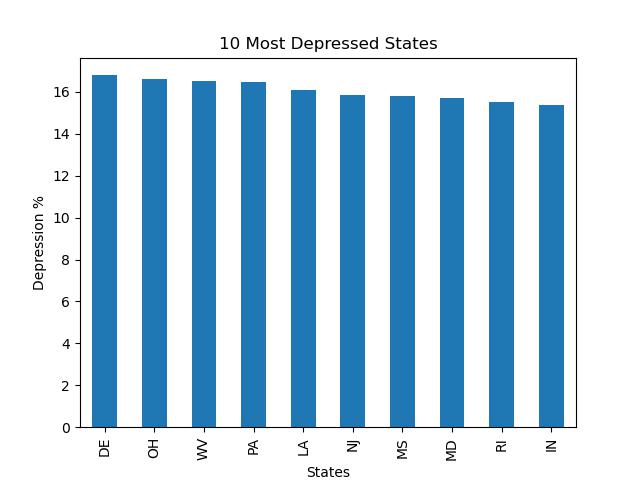 10 Most Depressed States
Depression %
16
14
12
10
8
6
4
2
0
DE
OH
WV
PA
LA
NJ
MS
MD
RI
IN
States